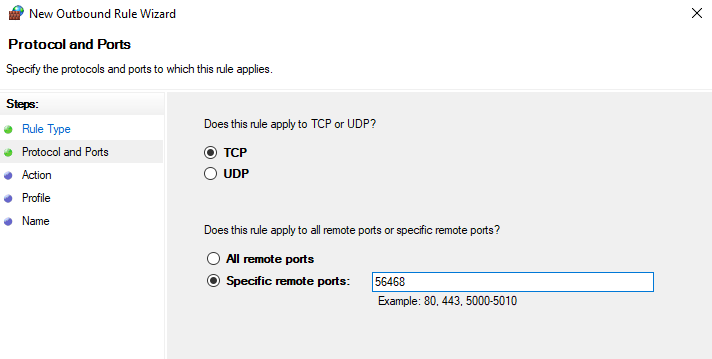 New Outbound Rule Wizard
Protocol and Ports
Specify the protocols and ports to which this rule applies.
Steps:
Rule Type
Protocol and Ports
Action
Profile
Name
Does this rule apply to TCP or UDP?
TCP
UDP
Does this rule apply to all remote ports or specific remote ports?
All remote ports
Specific remote ports: 56468
Example: 80, 443, 5000-5010